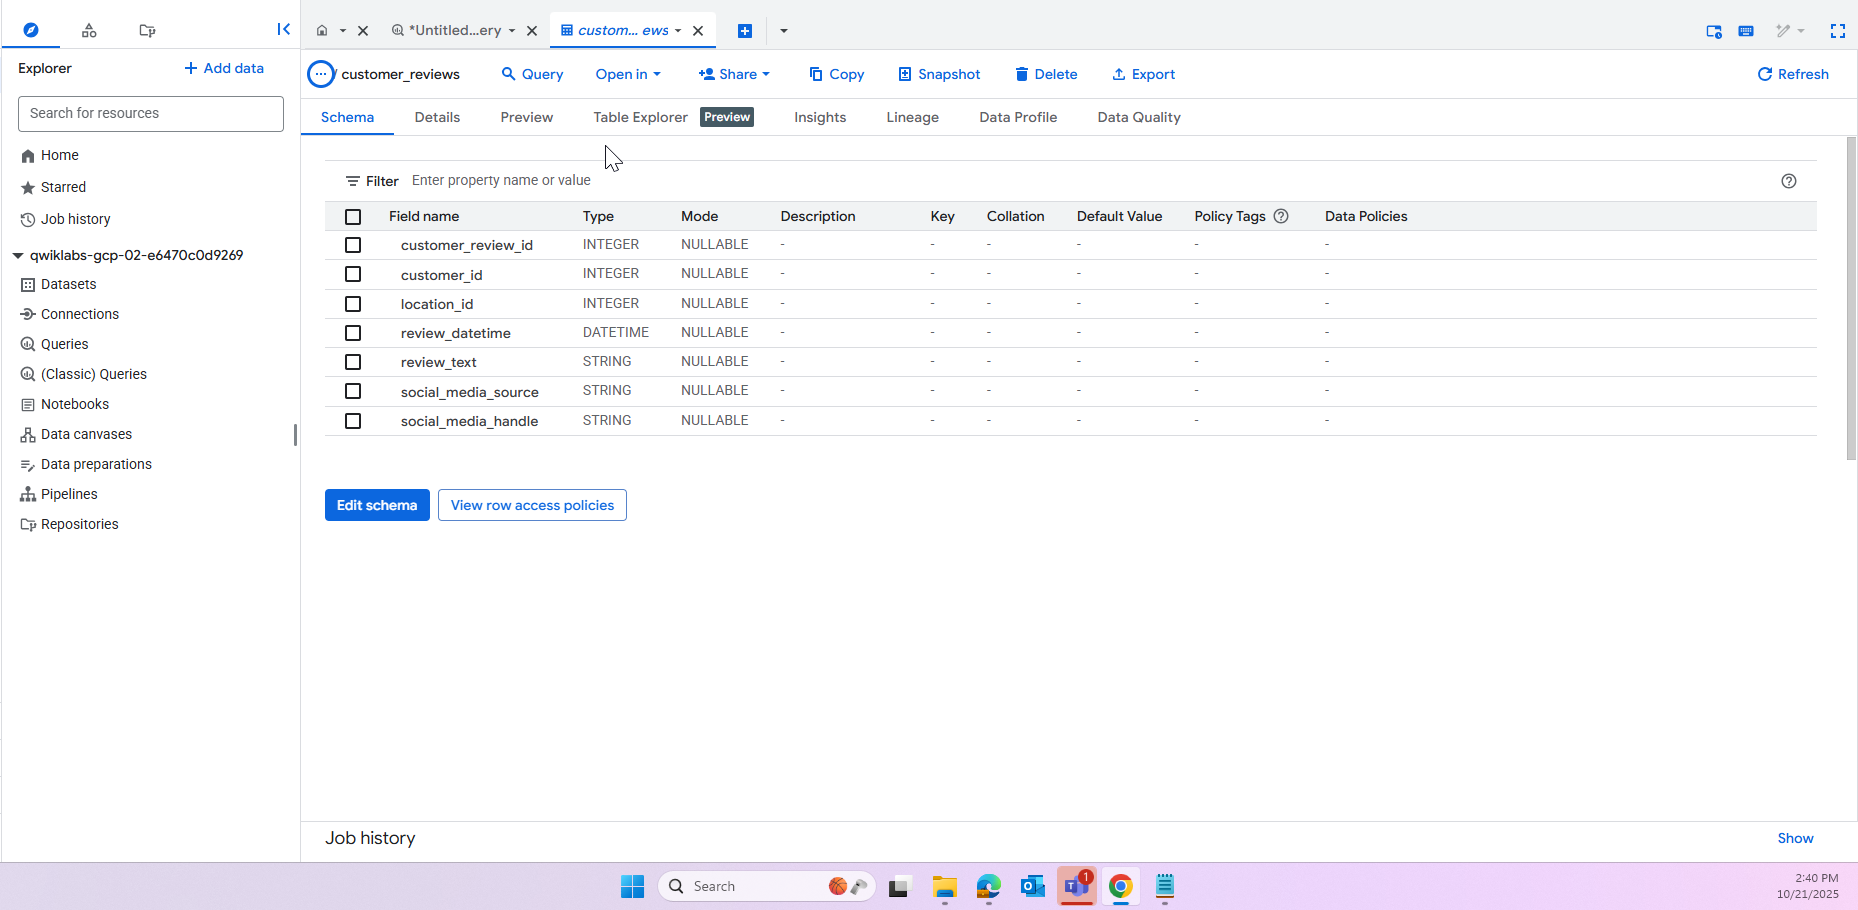 *Untitled...ery
custom... ews
Explorer
Add data
/ customer_reviews
Query
Open in
Share
Copy
Snapshot
Delete
Export
Refresh
Search for resources
Schema
Details
Preview
Table Explorer
Preview
Insights
Lineage
Data Profile
Data Quality
Home
Starred
Job history
qwiklabs-gcp-02-e6470c0d9269
Datasets
Connections
Queries
(Classic) Queries
Notebooks
Data canvases
Data preparations
Pipelines
Repositories
Filter Enter property name or value
Field name Type Mode Description Key Collation Default Value Policy Tags Data Policies
customer_review_id INTEGER NULLABLE - - - - - -
customer_id INTEGER NULLABLE - - - - - -
location_id INTEGER NULLABLE - - - - - -
review_datetime DATETIME NULLABLE - - - - - -
review_text STRING NULLABLE - - - - - -
social_media_source STRING NULLABLE - - - - - -
social_media_handle STRING NULLABLE - - - - - -
Edit schema
View row access policies
Job history
Show
Search
1
2:40 PM
10/21/2025